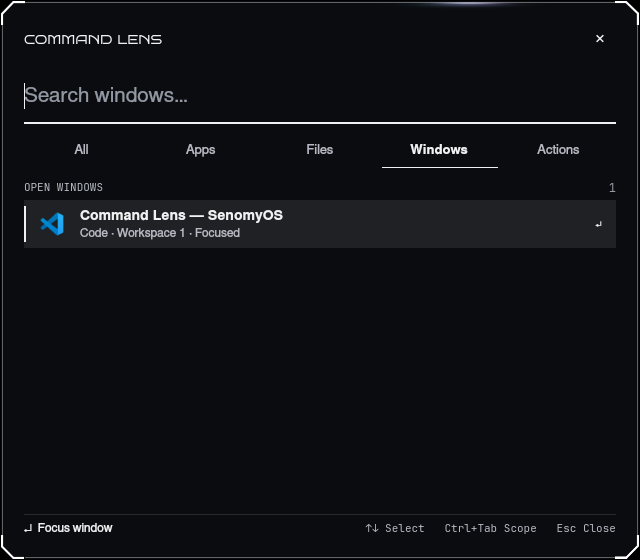 COMMAND LENS ×
Search windows...
All Apps Files Windows Actions
OPEN WINDOWS 1
Command Lens — SenomyOS
Code · Workspace 1 · Focused ↵
↵ Focus window ↑↓ Select Ctrl+Tab Scope Esc Close